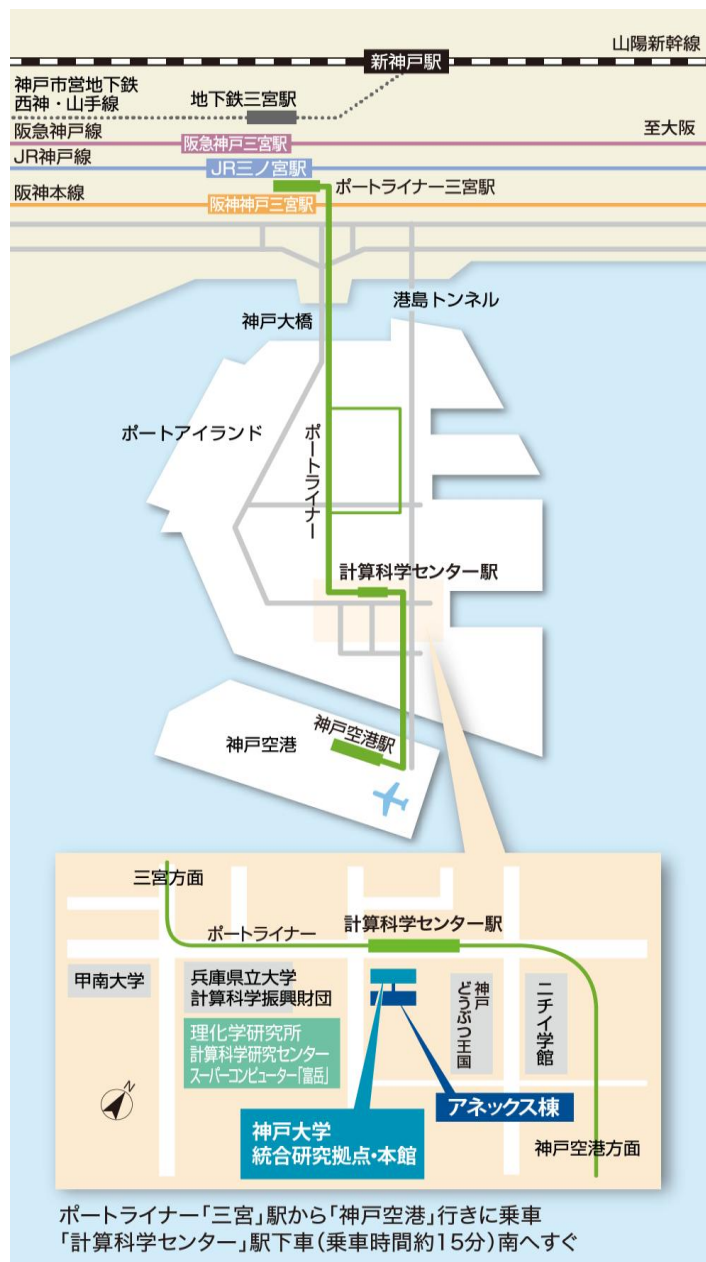 山陽新幹線
新神戸駅
神戸市営地下鉄
西神・山手線
地下鉄三宮駅
阪急神戸線
阪急神戸三宮駅
至大阪
JR神戸線
JR三ノ宮駅
ポートライナー三宮駅
阪神本線
阪神神戸三宮駅
港島トンネル
神戸大橋
ポートアイランド
ポートライナー
計算科学センター駅
神戸空港駅
神戸空港
三宮方面
計算科学センター駅
ポートライナー
甲南大学
兵庫県立大学
計算科学振興財団
神戸
どうぶつ王国
ニチイ学館
理化学研究所
計算科学研究センター
スーパーコンピューター「富岳」
N
アネックス棟
神戸大学
統合研究拠点・本館
神戸空港方面
ポートライナー「三宮」駅から「神戸空港」行きに乗車
「計算科学センター」駅下車(乗車時間約15分)南へすぐ